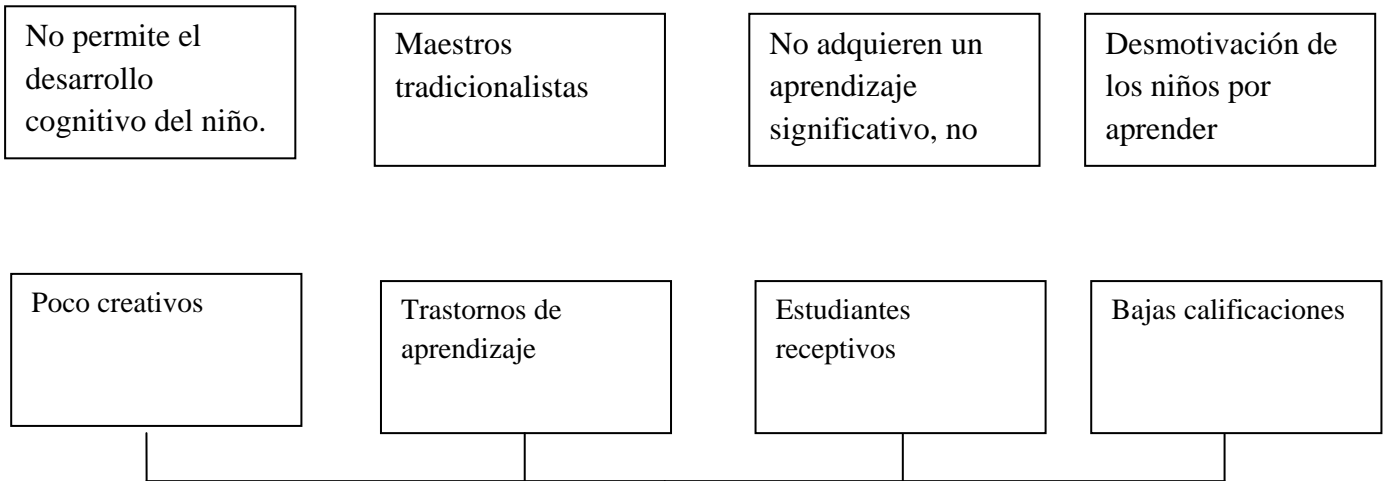 No permite el
desarrollo
cognitivo del niño.
Maestros
tradicionalistas
No adquieren un
aprendizaje
significativo, no
Desmotivación de
los niños por
aprender
Poco creativos
Trastornos de
aprendizaje
Estudiantes
receptivos
Bajas calificaciones